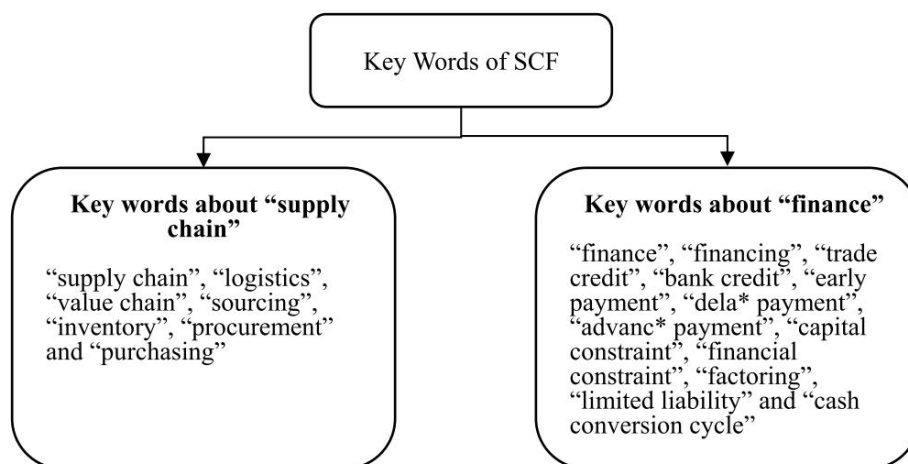 Key Words of SCF
Key words about “supply
chain”
“supply chain”, “logistics”,
“value chain”, “sourcing”,
“inventory”, “procurement”
and “purchasing”
Key words about “finance”
“finance”, “financing”, “trade
credit”, “bank credit”, “early
payment”, “dela* payment”,
“advanc* payment”, “capital
constraint”, “financial
constraint”, “factoring”,
“limited liability” and “cash
conversion cycle”